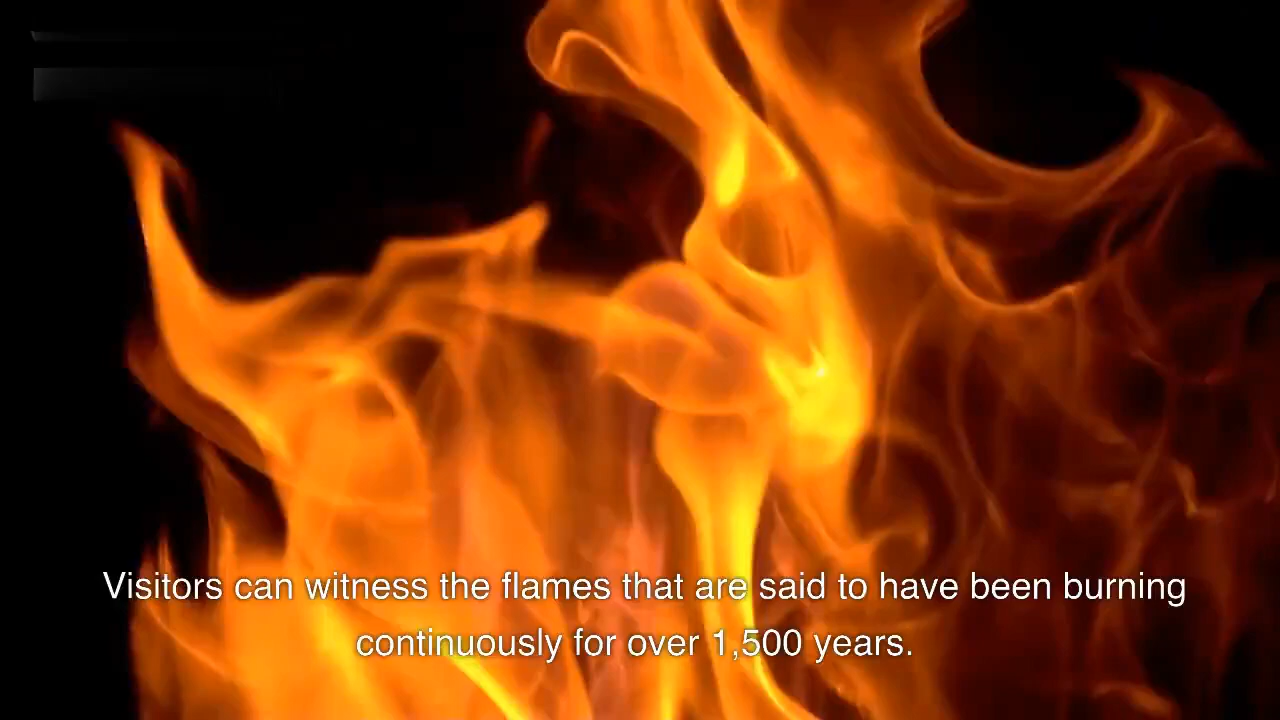 Visitors can witness the flames that are said to have been burning
continuously for over 1,500 years.